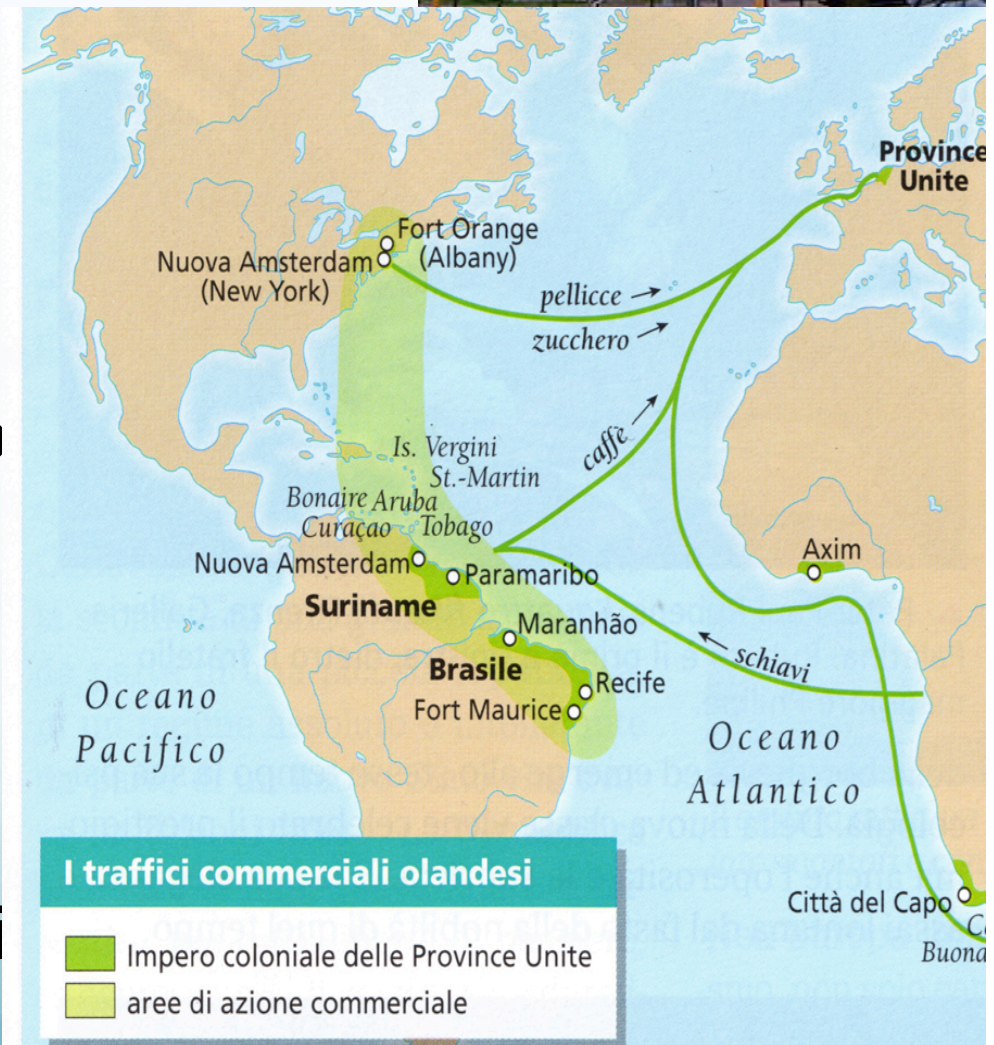 Province
Unite
Fort Orange
(Albany)
Nuova Amsterdam
(New York)
pellicce
zucchero
caffè
Is. Vergini
St.-Martin
Bonaire Aruba
Curaçao Tobago
Nuova Amsterdam
Paramaribo
Suriname
Axim
Maranhão
Brasile
schiavi
Recife
Fort Maurice
Oceano
Pacifico
Oceano
Atlantico
Città del Capo
Buona
I traffici commerciali olandesi
Impero coloniale delle Province Unite
aree di azione commerciale